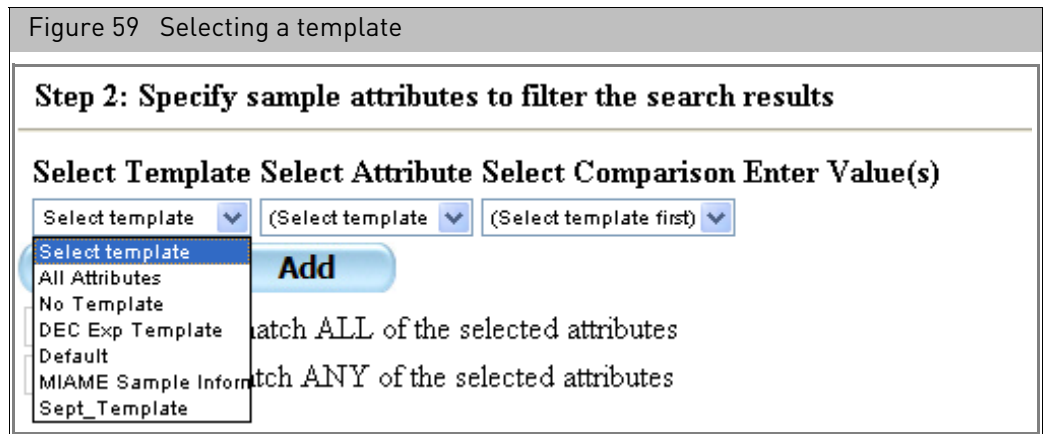 Figure 59 Selecting a template
Step 2: Specify sample attributes to filter the search results
Select Template Select Attribute Select Comparison Enter Value(s)
Select template (Select template (Select template first)
Select template
All Attributes
No Template
DEC Exp Template
Default
MIAME Sample Inform
Sept_Template
Add
atch ALL of the selected attributes
tch ANY of the selected attributes